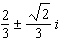 2/3 ± √2/3 i